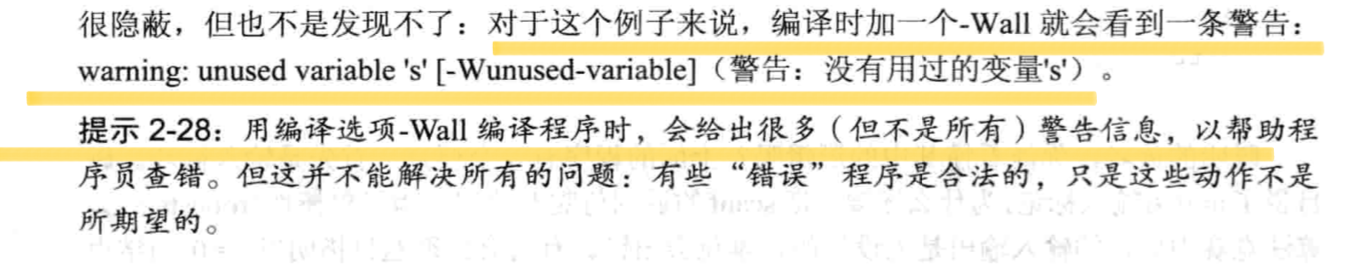 很隐蔽，但也不是发现不了：对于这个例子来说，编译时加一个-Wall 就会看到一条警告：
warning: unused variable 's' [-Wunused-variable]（警告：没有用过的变量's'）。
提示 2-28：用编译选项-Wall 编译程序时，会给出很多（但不是所有）警告信息，以帮助程
序员查错。但这并不能解决所有的问题：有些“错误”程序是合法的，只是这些动作不是
所期望的。